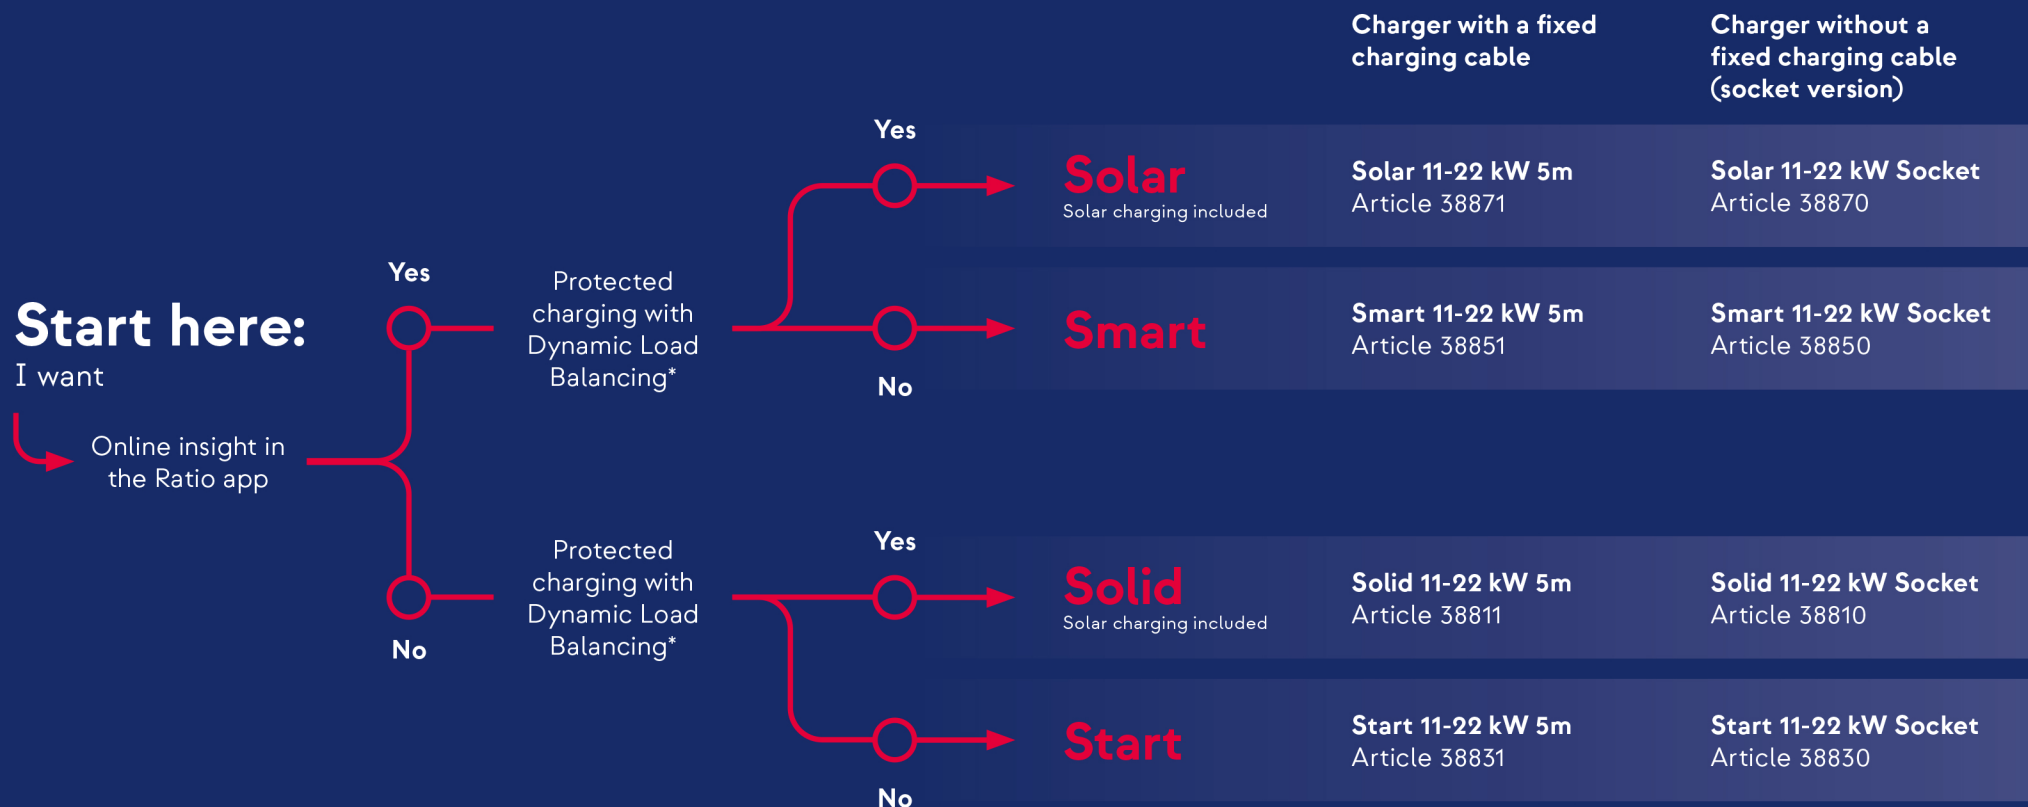 Charger with a fixed
charging cable
Charger without a
fixed charging cable
(socket version)
Yes
Solar
Solar charging included
Solar 11-22 kW 5m
Article 38871
Solar 11-22 kW Socket
Article 38870
Start here:
I want
Online insight in
the Ratio app
Yes
Protected
charging with
Dynamic Load
Balancing*
No
Smart
Smart 11-22 kW 5m
Article 38851
Smart 11-22 kW Socket
Article 38850
No
Protected
charging with
Dynamic Load
Balancing*
Yes
Solid
Solar charging included
Solid 11-22 kW 5m
Article 38811
Solid 11-22 kW Socket
Article 38810
No
Start
Start 11-22 kW 5m
Article 38831
Start 11-22 kW Socket
Article 38830